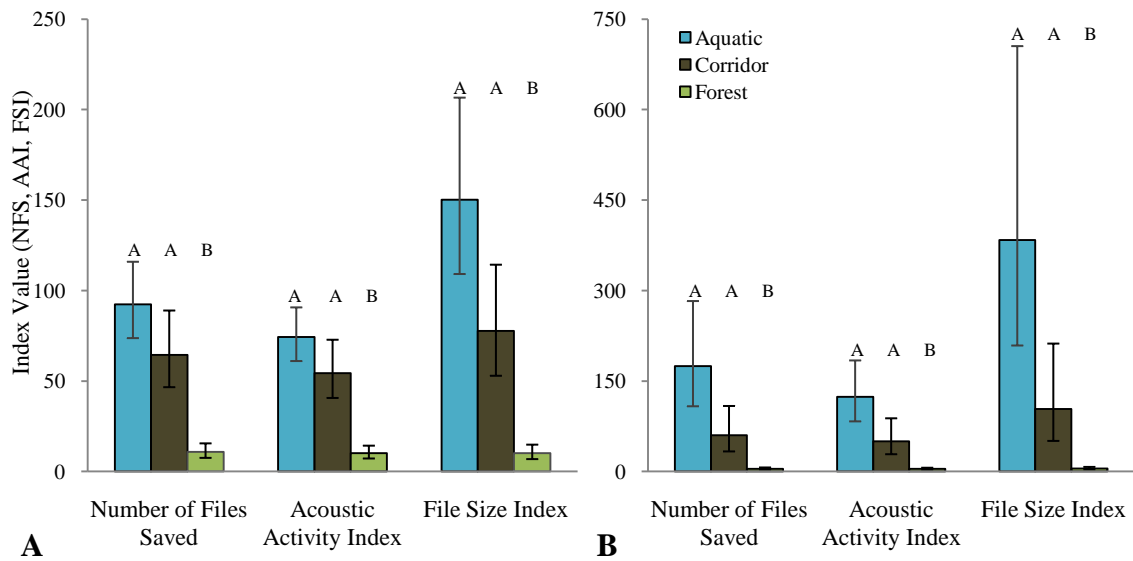 Index Value (NFS, AAI, FSI)
250
200
150
100
50
0
A A B
A A B
A A B
Number of Files
Saved
Acoustic
Activity Index
File Size Index
A
750
600
450
300
150
0
Aquatic
Corridor
Forest
A A B
A A B
A A B
Number of Files
Saved
Acoustic
Activity Index
File Size Index
B